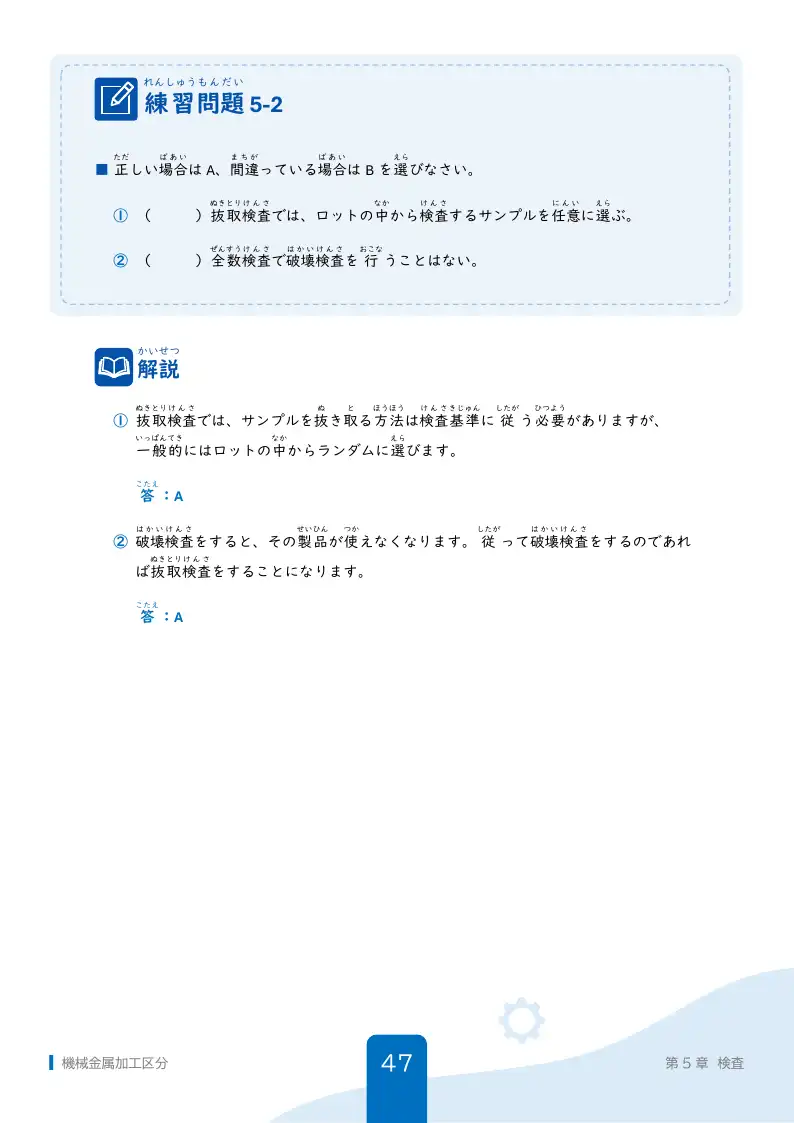 れんしゅうもんだい
練習問題 5-2
ただ ばあい まちが ばあい えら
■ 正しい場合は A、間違っている場合は B を選びなさい。
ぬきとりけんさ なか けんさ にんい えら
① （　　）抜取検査では、ロットの中から検査するサンプルを任意に選ぶ。
ぜんすうけんさ はかいけんさ おこな
② （　　）全数検査で破壊検査を行うことはない。
かいせつ
解説
ぬきとりけんさ ぬ と ほうほう けんさきじゅん したが ひつよう
① 抜取検査では、サンプルを抜き取る方法は検査基準に従う必要がありますが、
いっぱんてき なか えら
一般的にはロットの中からランダムに選びます。
こたえ
答：A
はかいけんさ せいひん つか したが はかいけんさ
② 破壊検査をすると、その製品が使えなくなります。従って破壊検査をするのであれ
ぬきとりけんさ
ば抜取検査をすることになります。
こたえ
答：A
機械金属加工区分
47
第 5 章 検査